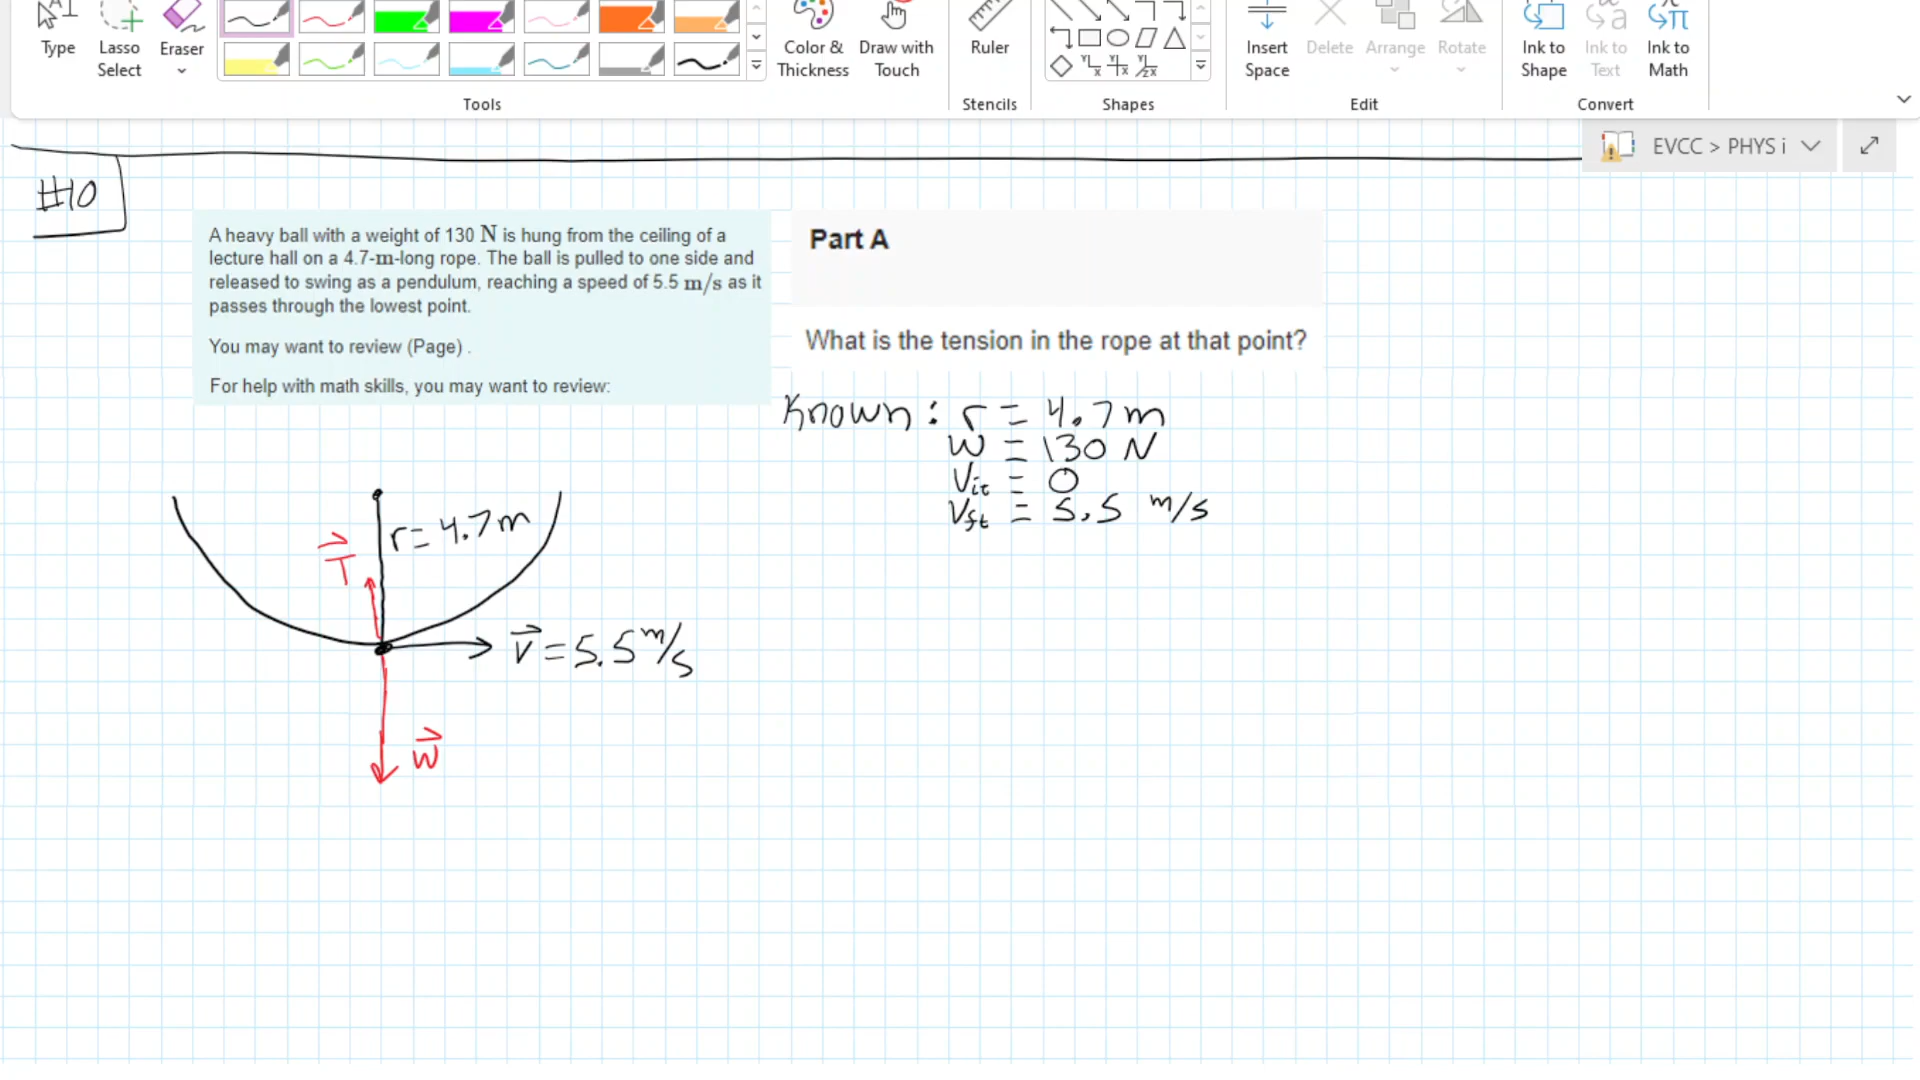 Type
Lasso
Select
Eraser
Color &
Thickness
Draw with
Touch
Ruler
Insert
Space
Delete
Arrange
Rotate
Ink to
Shape
Ink to
Text
Ink to
Math
Tools
Stencils
Shapes
Edit
Convert
EVCC > PHYS i
#10
A heavy ball with a weight of 130 N is hung from the ceiling of a
lecture hall on a 4.7-m-long rope. The ball is pulled to one side and
released to swing as a pendulum, reaching a speed of 5.5 m/s as it
passes through the lowest point.
You may want to review (Page) .
For help with math skills, you may want to review:
Part A
What is the tension in the rope at that point?
Known: r = 4.7 m
w = 130 N
Vit = 0
Vft = 5.5 m/s
r = 4.7 m
T⃗
v⃗ = 5.5 m/s
w⃗